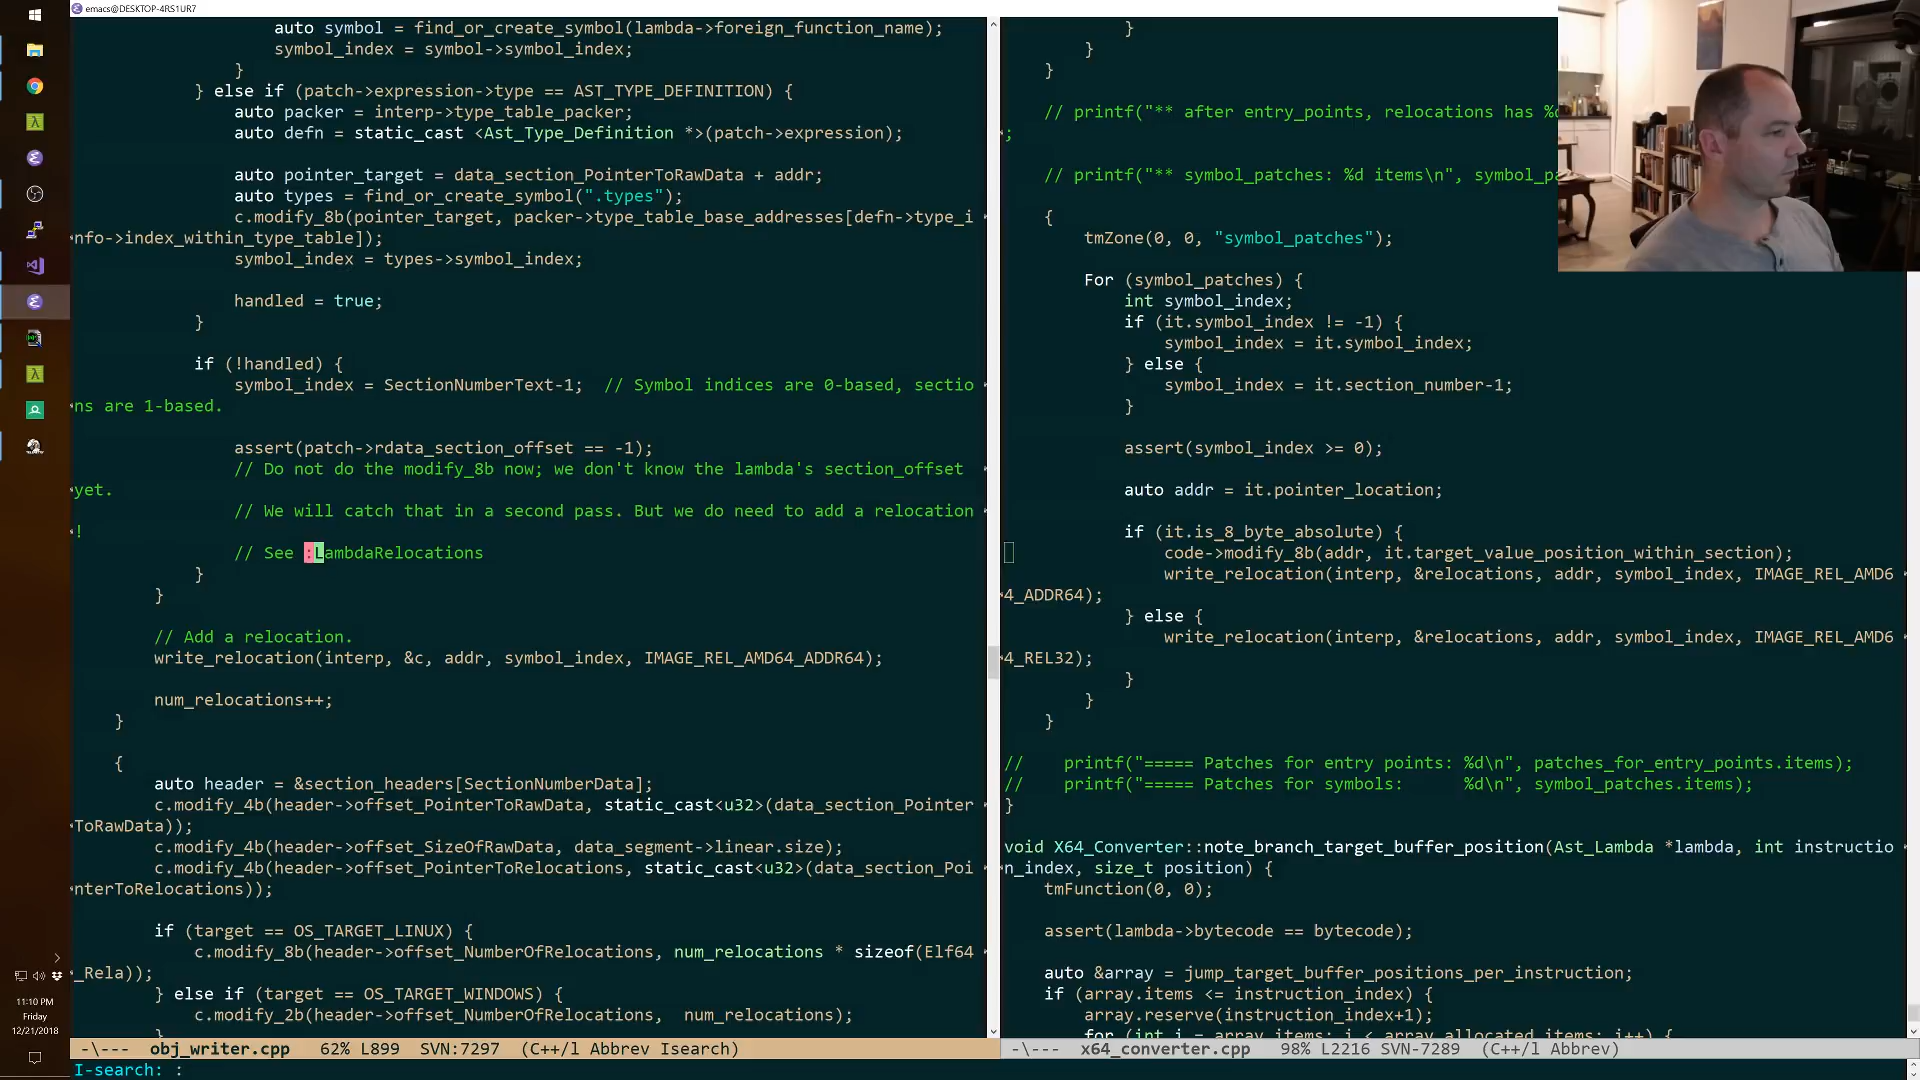 emacs@DESKTOP-4RS1UR7
auto symbol = find_or_create_symbol(lambda->foreign_function_name);
symbol_index = symbol->symbol_index;
}
} else if (patch->expression->type == AST_TYPE_DEFINITION) {
auto packer = interp->type_table_packer;
auto defn = static_cast <Ast_Type_Definition *>(patch->expression);
auto pointer_target = data_section_PointerToRawData + addr;
auto types = find_or_create_symbol(".types");
c.modify_8b(pointer_target, packer->type_table_base_addresses[defn->type_i
nfo->index_within_type_table]);
symbol_index = types->symbol_index;
handled = true;
}
if (!handled) {
symbol_index = SectionNumberText-1;  // Symbol indices are 0-based, sectio
ns are 1-based.
assert(patch->rdata_section_offset == -1);
// Do not do the modify_8b now; we don't know the lambda's section_offset
yet.
// We will catch that in a second pass. But we do need to add a relocation
!
// See :LambdaRelocations
}
}
// Add a relocation.
write_relocation(interp, &c, addr, symbol_index, IMAGE_REL_AMD64_ADDR64);
num_relocations++;
}
{
auto header = &section_headers[SectionNumberData];
c.modify_4b(header->offset_PointerToRawData, static_cast<u32>(data_section_Pointer
ToRawData));
c.modify_4b(header->offset_SizeOfRawData, data_segment->linear.size);
c.modify_4b(header->offset_PointerToRelocations, static_cast<u32>(data_section_Poi
nterToRelocations));
if (target == OS_TARGET_LINUX) {
c.modify_8b(header->offset_NumberOfRelocations, num_relocations * sizeof(Elf64
_Rela));
} else if (target == OS_TARGET_WINDOWS) {
c.modify_2b(header->offset_NumberOfRelocations,  num_relocations);
}
-\---  obj_writer.cpp   62% L899  SVN:7297  (C++/l Abbrev Isearch)
I-search: :
}
}
}
// printf("** after entry_points, relocations has %d
;
// printf("** symbol_patches: %d items\n", symbol_pa
{
tmZone(0, 0, "symbol_patches");
For (symbol_patches) {
int symbol_index;
if (it.symbol_index != -1) {
symbol_index = it.symbol_index;
} else {
symbol_index = it.section_number-1;
}
assert(symbol_index >= 0);
auto addr = it.pointer_location;
if (it.is_8_byte_absolute) {
code->modify_8b(addr, it.target_value_position_within_section);
write_relocation(interp, &relocations, addr, symbol_index, IMAGE_REL_AMD6
4_ADDR64);
} else {
write_relocation(interp, &relocations, addr, symbol_index, IMAGE_REL_AMD6
4_REL32);
}
}
}
//    printf("===== Patches for entry points: %d\n", patches_for_entry_points.items);
//    printf("===== Patches for symbols:      %d\n", symbol_patches.items);
}
void X64_Converter::note_branch_target_buffer_position(Ast_Lambda *lambda, int instructio
n_index, size_t position) {
tmFunction(0, 0);
assert(lambda->bytecode == bytecode);
auto &array = jump_target_buffer_positions_per_instruction;
if (array.items <= instruction_index) {
array.reserve(instruction_index+1);
for (int i = array.items; i < array.allocated_items; i++) {
-\---  x64_converter.cpp   98% L2216 SVN-7289  (C++/l Abbrev)
11:10 PM
Friday
12/21/2018